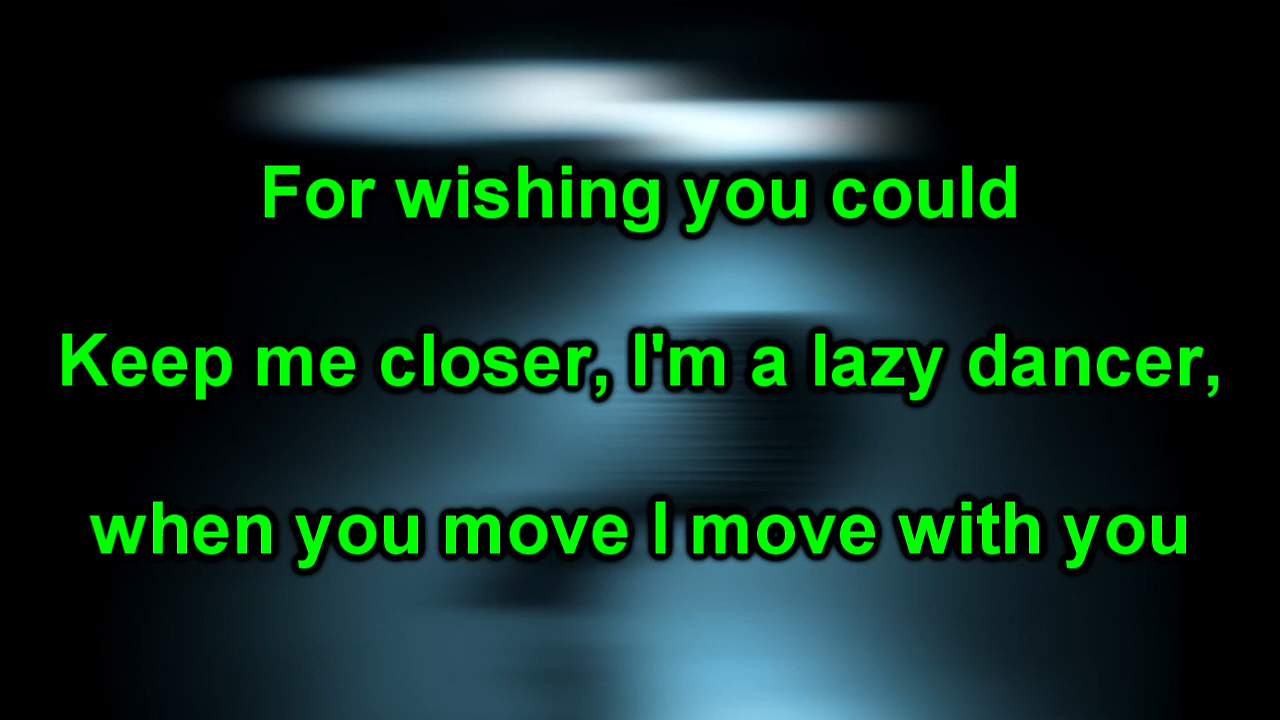 For wishing you could
Keep me closer, I'm a lazy dancer,
when you move I move with you